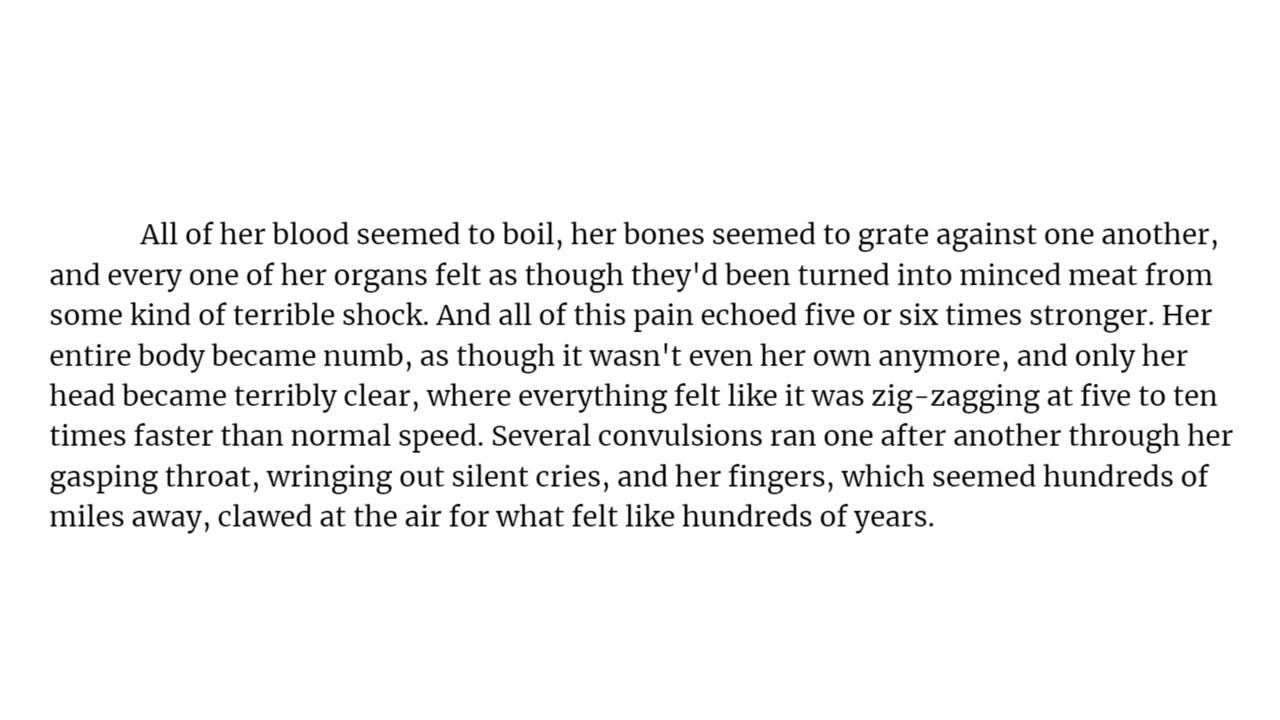 All of her blood seemed to boil, her bones seemed to grate against one another,
and every one of her organs felt as though they'd been turned into minced meat from
some kind of terrible shock. And all of this pain echoed five or six times stronger. Her
entire body became numb, as though it wasn't even her own anymore, and only her
head became terribly clear, where everything felt like it was zig-zagging at five to ten
times faster than normal speed. Several convulsions ran one after another through her
gasping throat, wringing out silent cries, and her fingers, which seemed hundreds of
miles away, clawed at the air for what felt like hundreds of years.